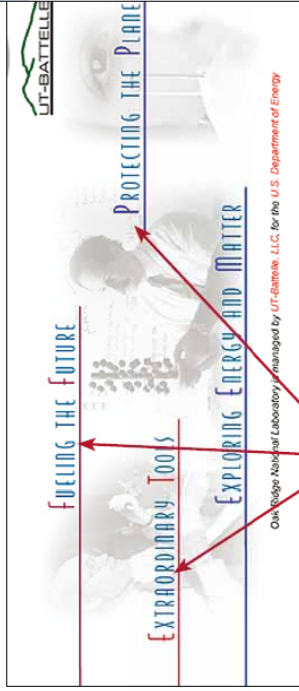 UT-BATTELLE
FUELING THE FUTURE
PROTECTING THE PLANE
EXTRAORDINARY TOOLS
EXPLORING ENERGY AND MATTER
Oak Ridge National Laboratory is managed by UT-Battelle, LLC, for the U.S. Department of Energy